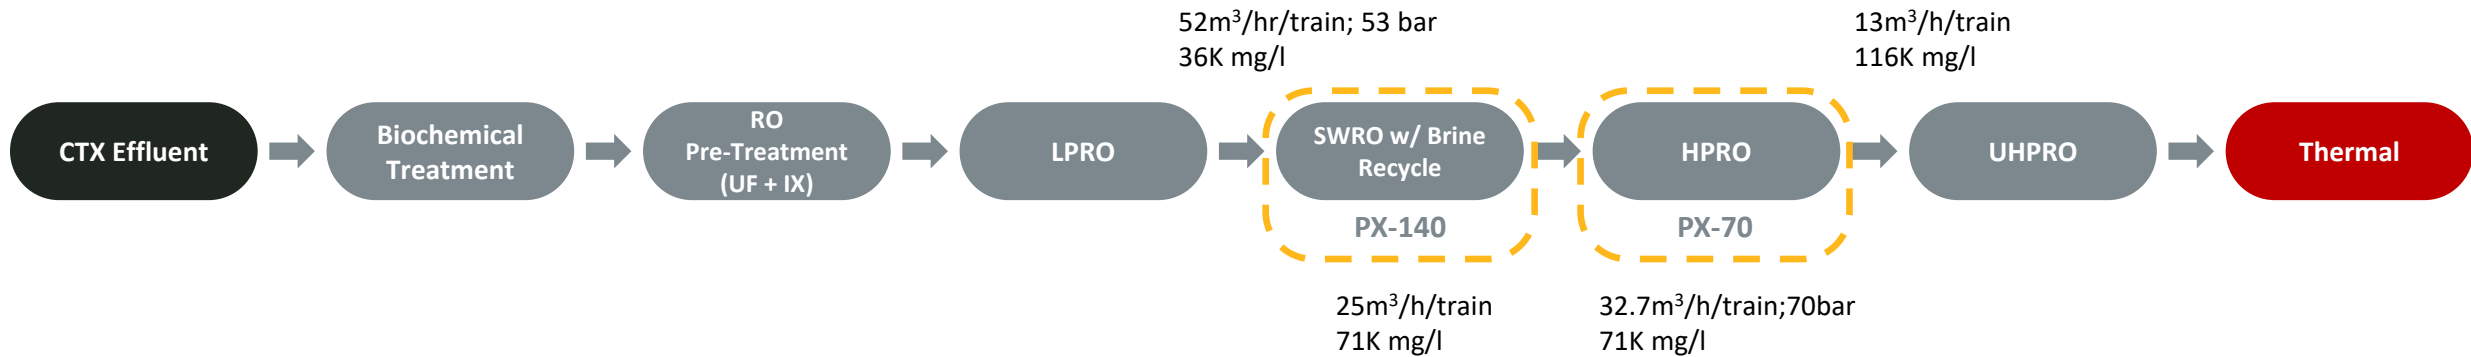 52m³/hr/train; 53 bar
36K mg/l
13m³/h/train
116K mg/l
CTX Effluent
Biochemical
Treatment
RO
Pre-Treatment
(UF + IX)
LPRO
SWRO w/ Brine
Recycle
HPRO
UHPRO
Thermal
PX-140
PX-70
25m³/h/train
71K mg/l
32.7m³/h/train;70bar
71K mg/l